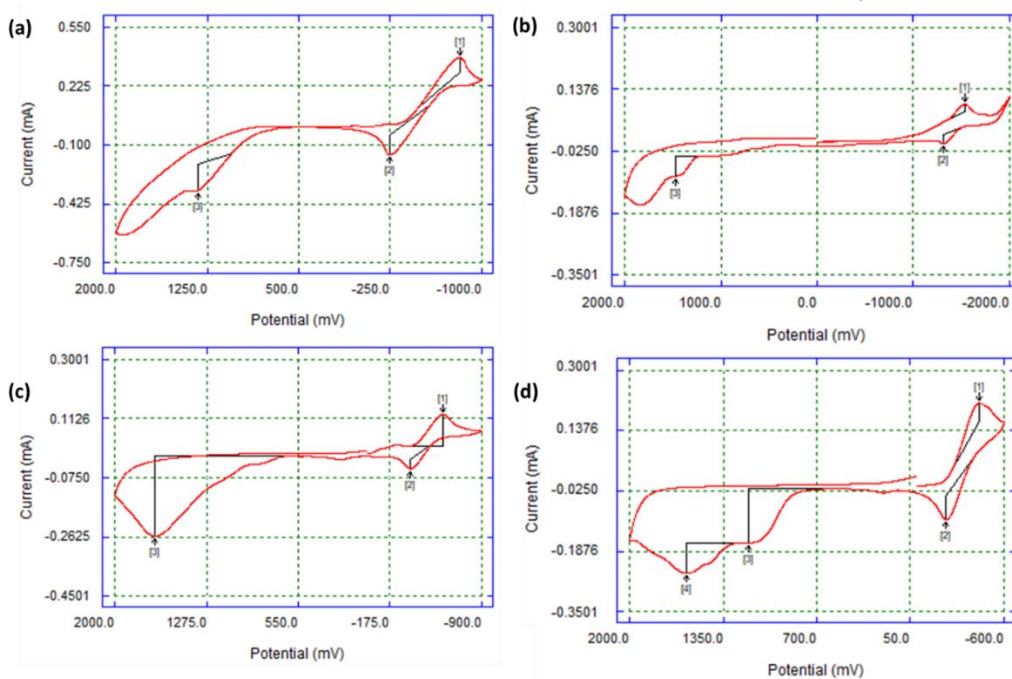 (a)
0.550
0.225
-0.100
-0.425
-0.750
Current (mA)
[1]
[2]
[3]
2000.0 1250.0 500.0 -250.0 -1000.0
Potential (mV)
(b)
0.3001
0.1376
-0.0250
-0.1876
-0.3501
Current (mA)
[1]
[2]
[3]
2000.0 1000.0 0.0 -1000.0 -2000.0
Potential (mV)
(c)
0.3001
0.1126
-0.0750
-0.2625
-0.4501
Current (mA)
[1]
[2]
[3]
2000.0 1275.0 550.0 -175.0 -900.0
Potential (mV)
(d)
0.3001
0.1376
-0.0250
-0.1876
-0.3501
Current (mA)
[1]
[2]
[3]
[4]
2000.0 1350.0 700.0 50.0 -600.0
Potential (mV)